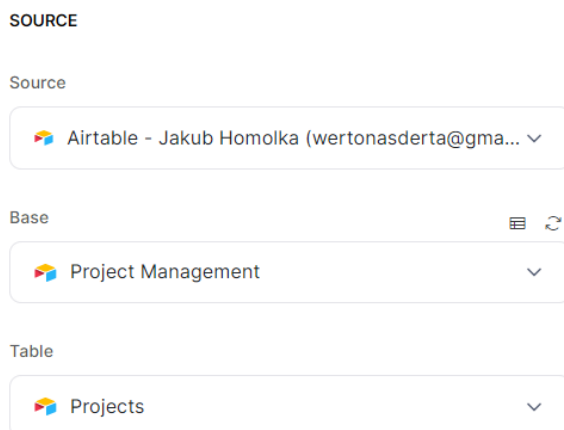 SOURCE
Source
Airtable - Jakub Homolka (wertonasderta@gma...
Base
Project Management
Table
Projects